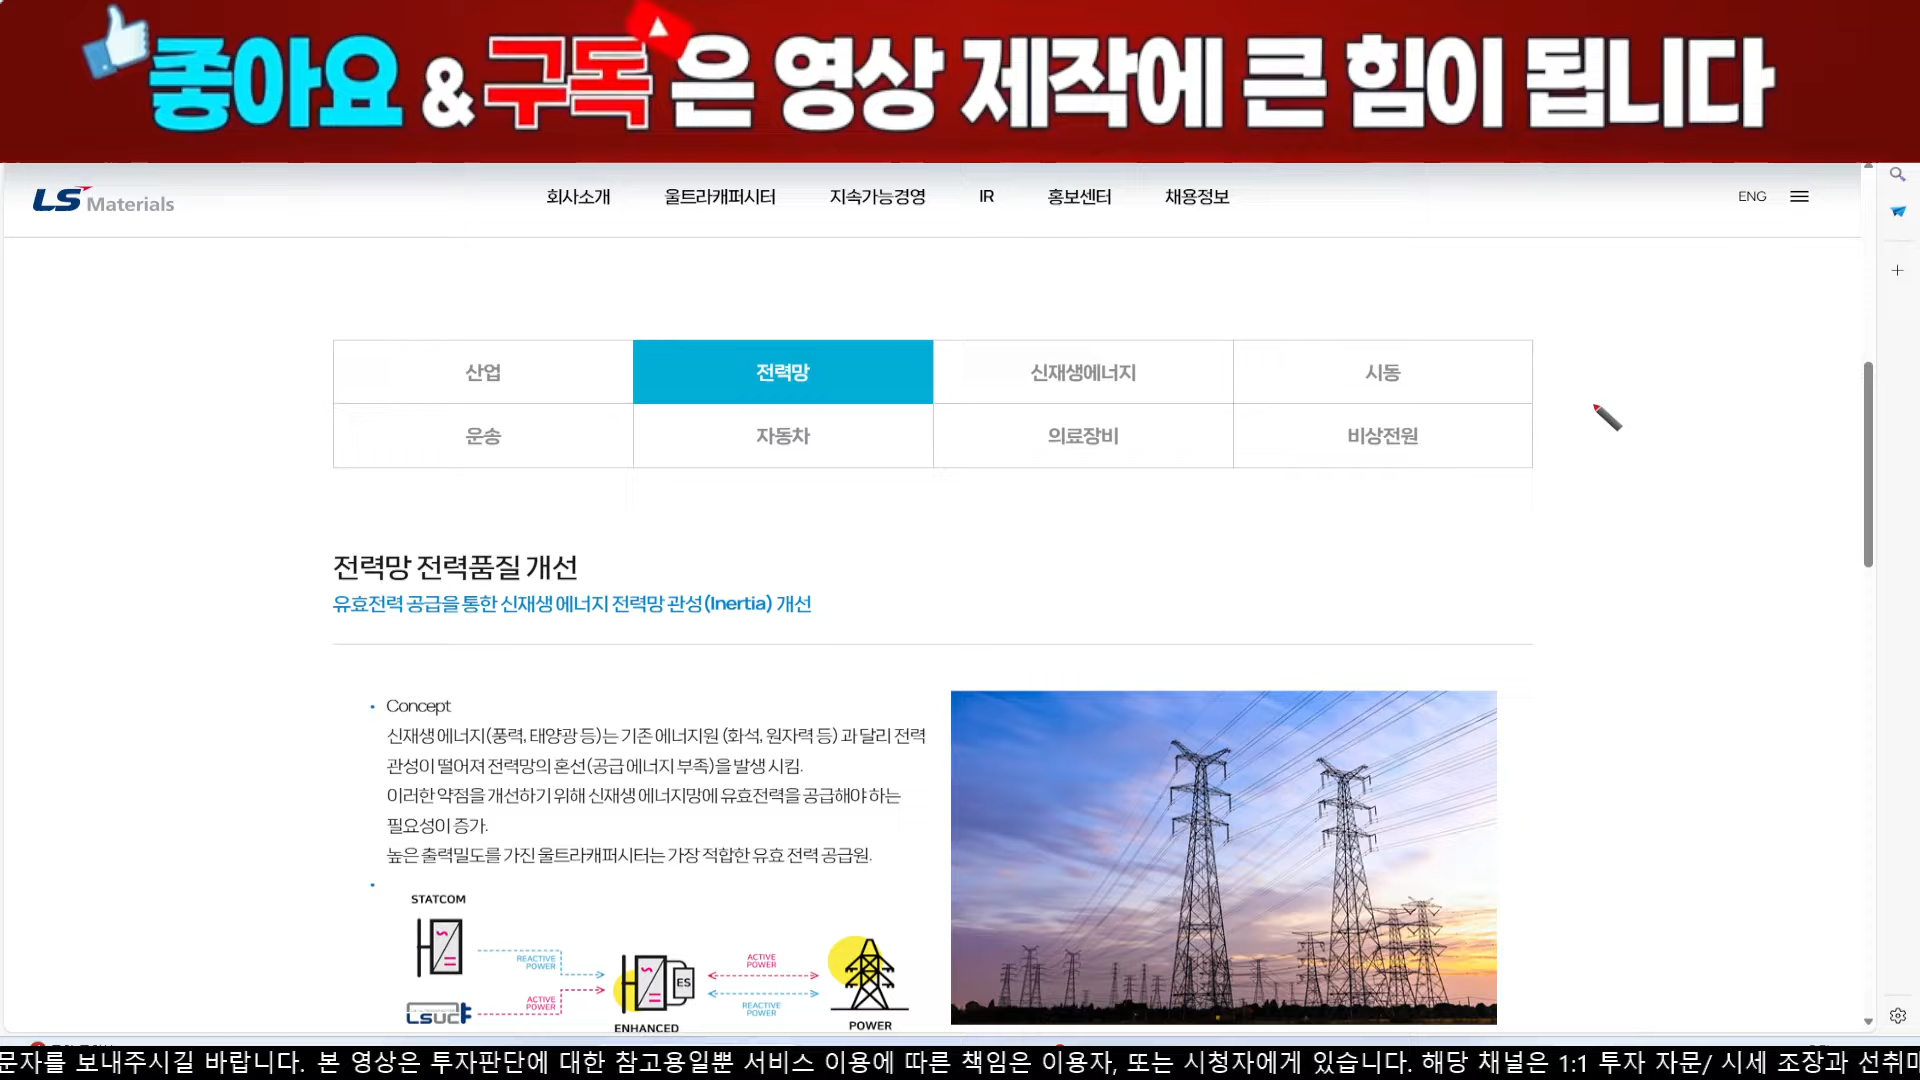 좋아요 & 구독은 영상 제작에 큰 힘이 됩니다
LS Materials
회사소개 울트라캐퍼시터 지속가능경영 IR 홍보센터 채용정보
ENG
산업 전력망 신재생에너지 시동
운송 자동차 의료장비 비상전원
전력망 전력품질 개선
유효전력 공급을 통한 신재생 에너지 전력망 관성(Inertia) 개선
Concept
신재생 에너지(풍력, 태양광 등)는 기존 에너지원 (화석, 원자력 등) 과 달리 전력
관성이 떨어져 전력망의 혼선(공급 에너지 부족)을 발생 시킴.
이러한 약점을 개선하기 위해 신재생 에너지망에 유효전력을 공급해야 하는
필요성이 증가.
높은 출력밀도를 가진 울트라캐퍼시터는 가장 적합한 유효 전력 공급원.
STATCOM
REACTIVE
POWER
ACTIVE
POWER
LSUC
ES
ENHANCED
ACTIVE
POWER
REACTIVE
POWER
POWER
문자를 보내주시길 바랍니다. 본 영상은 투자판단에 대한 참고용일뿐 서비스 이용에 따른 책임은 이용자, 또는 시청자에게 있습니다. 해당 채널은 1:1 투자 자문/ 시세 조장과 선취매